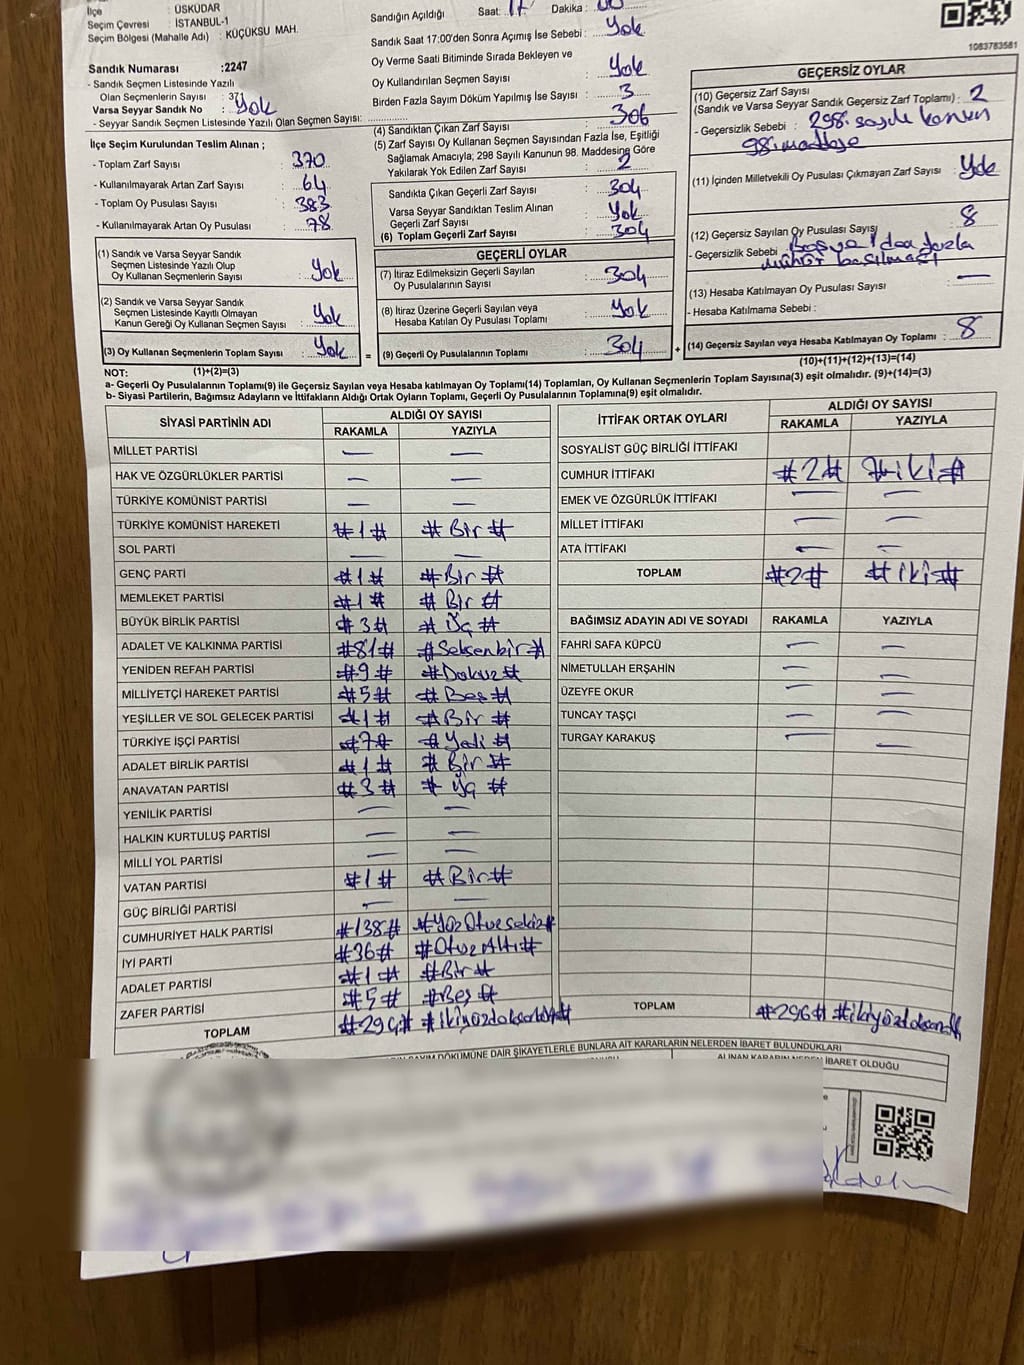 İlçe : ÜSKÜDAR
Seçim Çevresi : İSTANBUL-1
Seçim Bölgesi (Mahalle Adı) : KÜÇÜKSU MAH.
Sandık Numarası :2247
- Sandık Seçmen Listesinde Yazılı
Olan Seçmenlerin Sayısı : 371
Varsa Seyyar Sandık No : Yok
- Seyyar Sandık Seçmen Listesinde Yazılı Olan Seçmen Sayısı:
İlçe Seçim Kurulundan Teslim Alınan ;
- Toplam Zarf Sayısı : 370
- Kullanılmayarak Artan Zarf Sayısı : 64
- Toplam Oy Pusulası Sayısı : 383
- Kullanılmayarak Artan Oy Pusulası : 78
(1) Sandık ve Varsa Seyyar Sandık
Seçmen Listesinde Yazılı Olup
Oy Kullanan Seçmenlerin Sayısı : Yok
(2) Sandık ve Varsa Seyyar Sandık
Seçmen Listesinde Kayıtlı Olmayan
Kanun Gereği Oy Kullanan Seçmen Sayısı : Yok
(3) Oy Kullanan Seçmenlerin Toplam Sayısı : Yok
Sandığın Açıldığı Saat: 17 Dakika : 00
Sandık Saat 17:00'den Sonra Açımış İse Sebebi : Yok
Oy Verme Saati Bitiminde Sırada Bekleyen ve
Oy Kullandırılan Seçmen Sayısı : Yok
Birden Fazla Sayım Döküm Yapılmış İse Sayısı : 3
(4) Sandıktan Çıkan Zarf Sayısı : 306
(5) Zarf Sayısı Oy Kullanan Seçmen Sayısından Fazla İse, Eşitliği
Sağlamak Amacıyla; 298 Sayılı Kanunun 98. Maddesine Göre
Yakılarak Yok Edilen Zarf Sayısı : 2
Sandıkta Çıkan Geçerli Zarf Sayısı : 304
Varsa Seyyar Sandıktan Teslim Alınan
Geçerli Zarf Sayısı : Yok
(6) Toplam Geçerli Zarf Sayısı : 304
GEÇERLİ OYLAR
(7) İtiraz Edilmeksizin Geçerli Sayılan
Oy Pusulalarının Sayısı : 304
(8) İtiraz Üzerine Geçerli Sayılan veya
Hesaba Katılan Oy Pusulası Toplamı : Yok
= (9) Geçerli Oy Pusulalarının Toplamı : 304 +
1083783581
GEÇERSİZ OYLAR
(10) Geçersiz Zarf Sayısı
(Sandık ve Varsa Seyyar Sandık Geçersiz Zarf Toplamı) : 2
- Geçersizlik Sebebi : 298. sayılı kanun
98. madde
(11) İçinden Milletvekili Oy Pusulası Çıkmayan Zarf Sayısı : Yok
(12) Geçersiz Sayılan Oy Pusulası Sayısı : 8
- Geçersizlik Sebebi : Boş ve 1'den fazla
mühür basılması
(13) Hesaba Katılmayan Oy Pusulası Sayısı : —
- Hesaba Katılmama Sebebi :
(14) Geçersiz Sayılan veya Hesaba Katılmayan Oy Toplamı : 8
(10)+(11)+(12)+(13)=(14)
NOT: (1)+(2)=(3)
a- Geçerli Oy Pusulalarının Toplamı(9) ile Geçersiz Sayılan veya Hesaba katılmayan Oy Toplamı(14) Toplamları, Oy Kullanan Seçmenlerin Toplam Sayısına(3) eşit olmalıdır. (9)+(14)=(3)
b- Siyasi Partilerin, Bağımsız Adayların ve İttifakların Aldığı Ortak Oyların Toplamı, Geçerli Oy Pusulalarının Toplamına(9) eşit olmalıdır.
SİYASİ PARTİNİN ADI ALDIĞI OY SAYISI
RAKAMLA YAZIYLA
MİLLET PARTİSİ — —
HAK VE ÖZGÜRLÜKLER PARTİSİ — —
TÜRKİYE KOMÜNİST PARTİSİ — —
TÜRKİYE KOMÜNİST HAREKETİ #1# #Bir#
SOL PARTİ — —
GENÇ PARTİ #1# #Bir#
MEMLEKET PARTİSİ #1# #Bir#
BÜYÜK BİRLİK PARTİSİ #3# #Üç#
ADALET VE KALKINMA PARTİSİ #81# #Seksenbir#
YENİDEN REFAH PARTİSİ #9# #Dokuz#
MİLLİYETÇİ HAREKET PARTİSİ #5# #Beş#
YEŞİLLER VE SOL GELECEK PARTİSİ #1# #Bir#
TÜRKİYE İŞÇİ PARTİSİ #7# #Yedi#
ADALET BİRLİK PARTİSİ #1# #Bir#
ANAVATAN PARTİSİ #3# #Üç#
YENİLİK PARTİSİ — —
HALKIN KURTULUŞ PARTİSİ — —
MİLLİ YOL PARTİSİ — —
VATAN PARTİSİ #1# #Bir#
GÜÇ BİRLİĞİ PARTİSİ — —
CUMHURİYET HALK PARTİSİ #138# #YüzOtuzSekiz#
İYİ PARTİ #36# #OtuzAltı#
ADALET PARTİSİ #1# #Bir#
ZAFER PARTİSİ #5# #Beş#
TOPLAM #294# #ikiyüzdoksandört#
İTTİFAK ORTAK OYLARI ALDIĞI OY SAYISI
RAKAMLA YAZIYLA
SOSYALİST GÜÇ BİRLİĞİ İTTİFAKI
CUMHUR İTTİFAKI #2# #iki#
EMEK VE ÖZGÜRLÜK İTTİFAKI — —
MİLLET İTTİFAKI — —
ATA İTTİFAKI — —
TOPLAM #2# #iki#
BAĞIMSIZ ADAYIN ADI VE SOYADI RAKAMLA YAZIYLA
FAHRİ SAFA KÜPCÜ — —
NİMETULLAH ERŞAHİN — —
ÜZEYFE OKUR — —
TUNCAY TAŞÇI — —
TURGAY KARAKUŞ — —
TOPLAM #296#
SAYIM DÖKÜMÜNE DAİR ŞİKAYETLERLE BUNLARA AİT KARARLARIN NELERDEN İBARET BULUNDUKLARI
ALINAN KARARIN NEDEN İBARET OLDUĞU